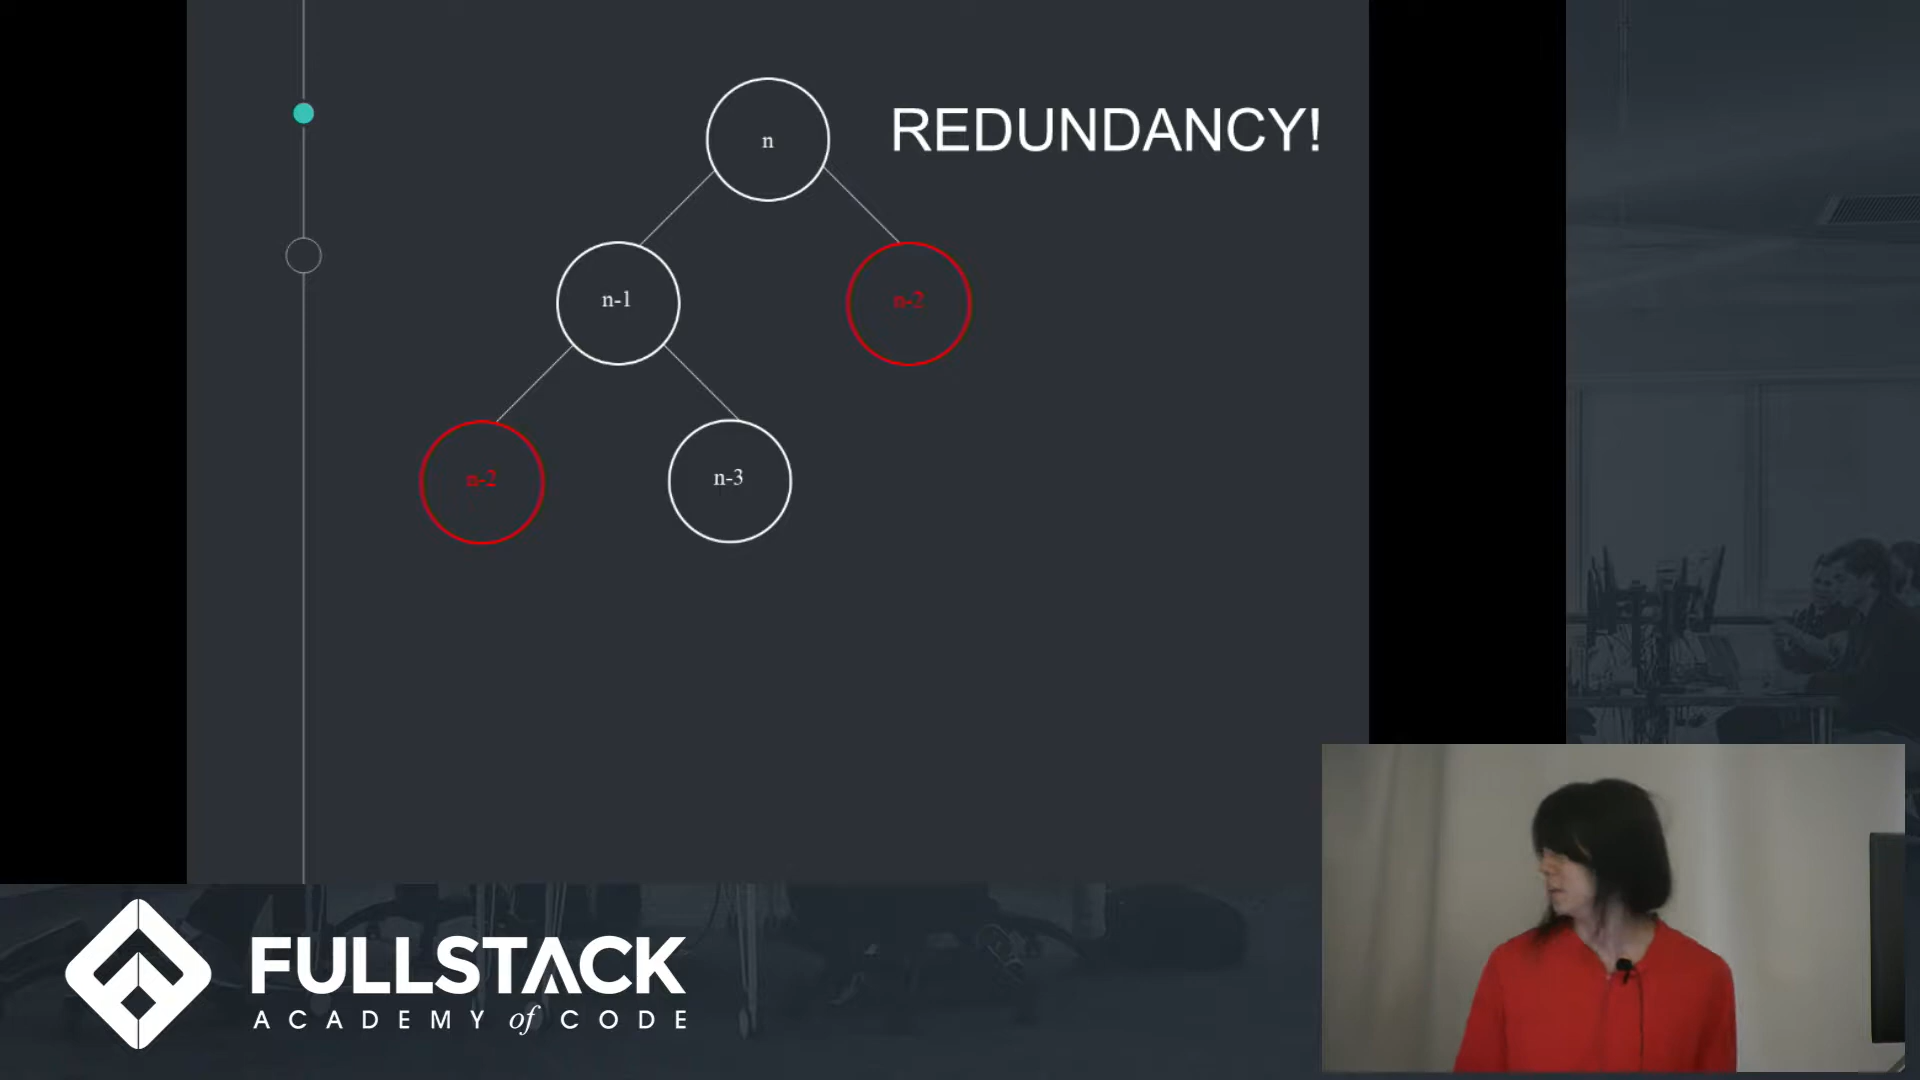 n
REDUNDANCY!
n-1
n-2
n-2
n-3
FULLSTACK
ACADEMY of CODE